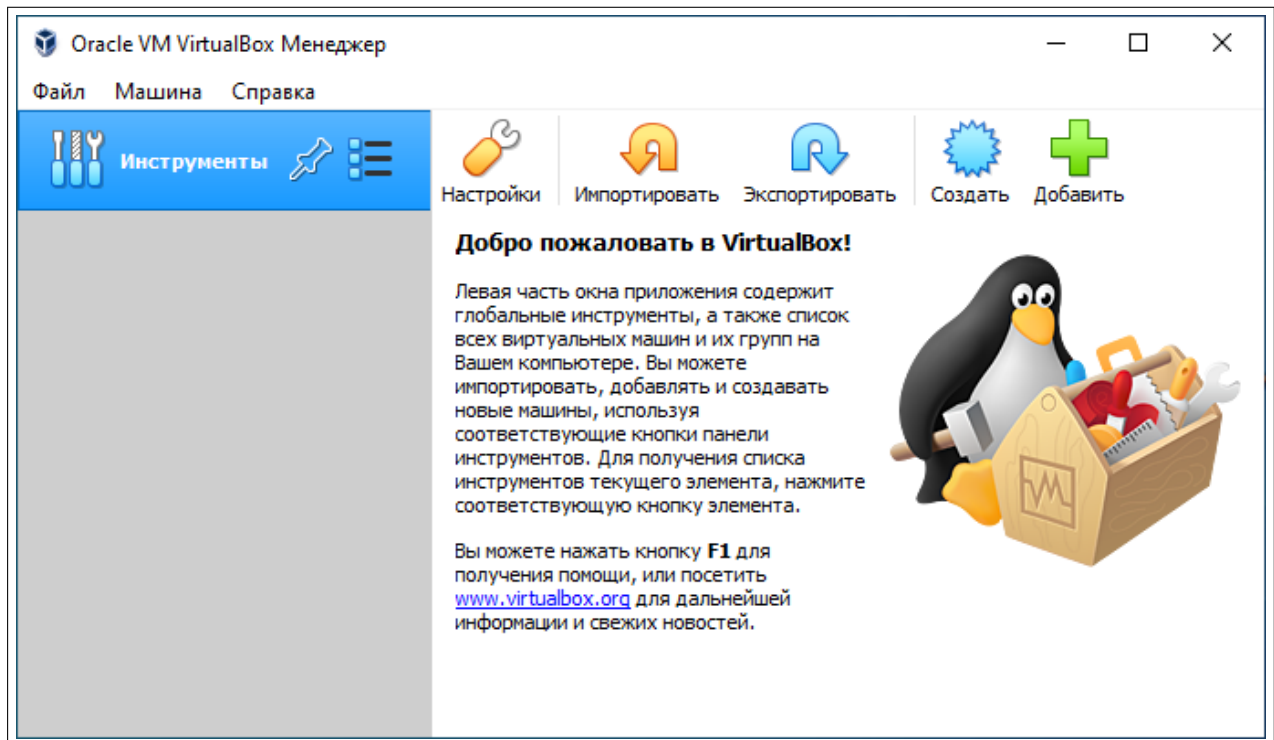 Oracle VM VirtualBox Менеджер
Файл Машина Справка
Инструменты
Настройки Импортировать Экспортировать Создать Добавить
Добро пожаловать в VirtualBox!
Левая часть окна приложения содержит
глобальные инструменты, а также список
всех виртуальных машин и их групп на
Вашем компьютере. Вы можете
импортировать, добавлять и создавать
новые машины, используя
соответствующие кнопки панели
инструментов. Для получения списка
инструментов текущего элемента, нажмите
соответствующую кнопку элемента.
Вы можете нажать кнопку F1 для
получения помощи, или посетить
www.virtualbox.org для дальнейшей
информации и свежих новостей.